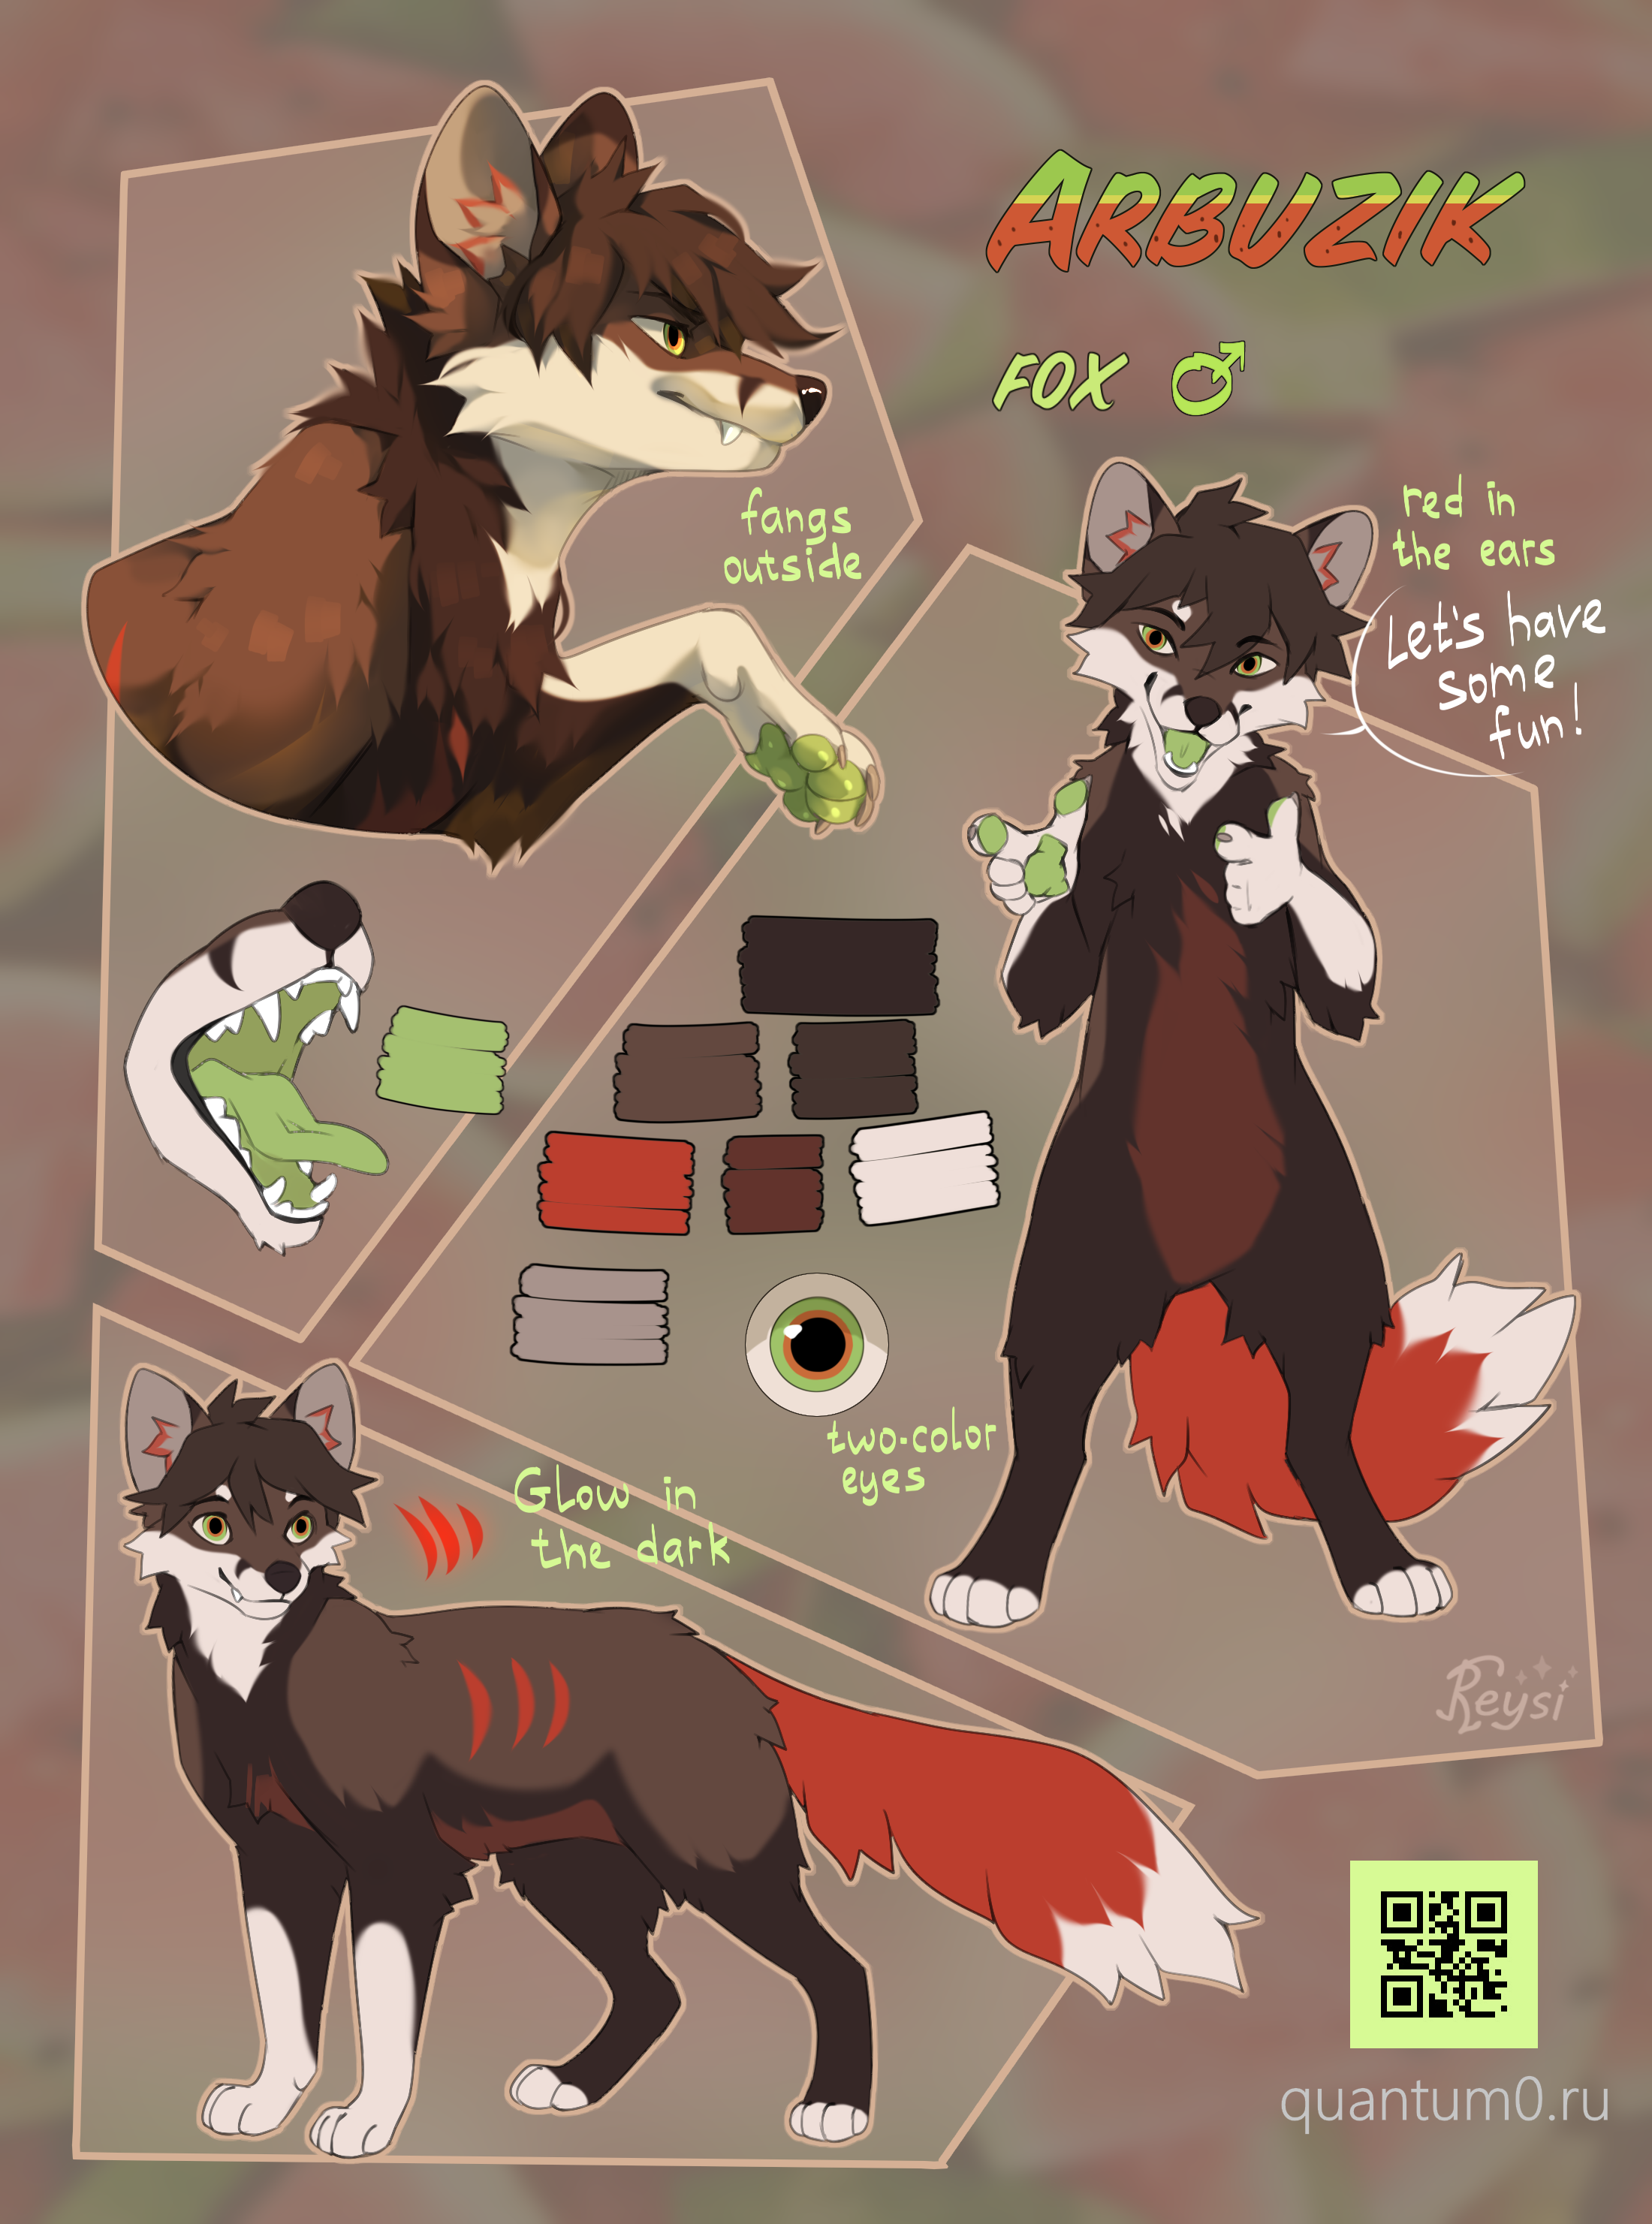 ARBUZIK
FOX ♂
fangs
outside
red in
the ears
Let's have
some
fun!
two-color
eyes
Glow in
the dark
Reysi
quantum0.ru